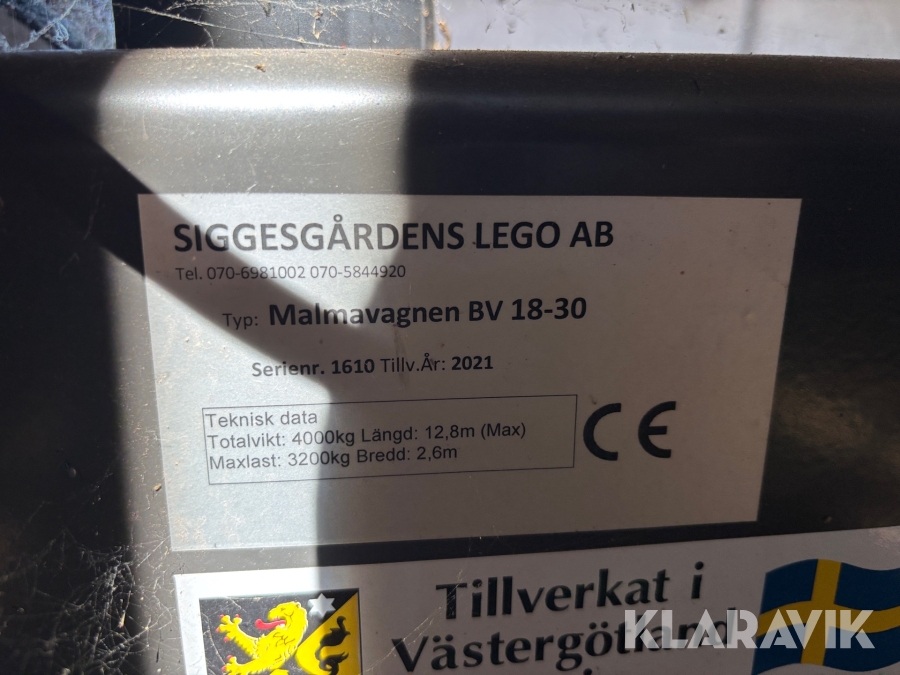 SIGGESGÅRDENS LEGO AB
Tel. 070-6981002 070-5844920
Typ: Malmavagnen BV 18-30
Serienr. 1610 Tillv.År: 2021
Teknisk data
Totalvikt: 4000kg Längd: 12,8m (Max)
Maxlast: 3200kg Bredd: 2,6m
CE
Tillverkat i
Västergötland
KLARAVIK